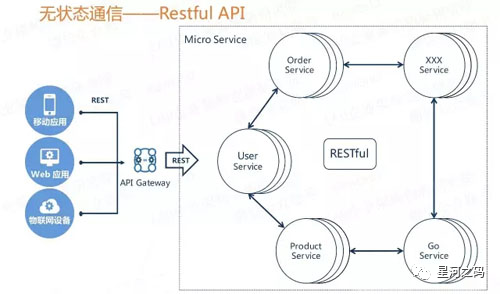 无状态通信——Restful API
Micro Service
Order
Service
XXX
Service
REST
移动应用
Web 应用
API Gateway
REST
User
Service
RESTful
物联网设备
Product
Service
Go
Service
星河之码